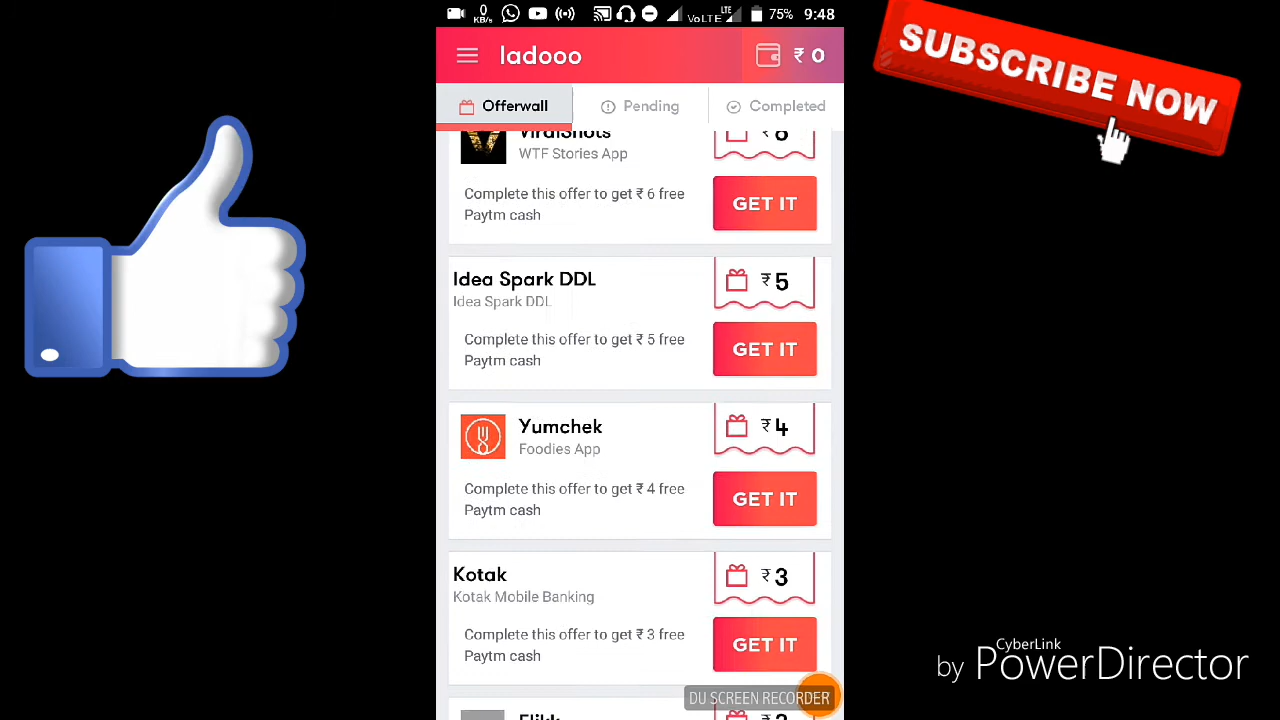 0
KB/s
VoLTE
LTE
75%
9:48
SUBSCRIBE NOW
ladooo
₹ 0
Offerwall
Pending
Completed
ViralShots
WTF Stories App
₹ 6
Complete this offer to get ₹ 6 free
Paytm cash
GET IT
Idea Spark DDL
Idea Spark DDL
₹ 5
Complete this offer to get ₹ 5 free
Paytm cash
GET IT
Yumchek
Foodies App
₹ 4
Complete this offer to get ₹ 4 free
Paytm cash
GET IT
Kotak
Kotak Mobile Banking
₹ 3
Complete this offer to get ₹ 3 free
Paytm cash
GET IT
DU SCREEN RECORDER
CyberLink
by PowerDirector